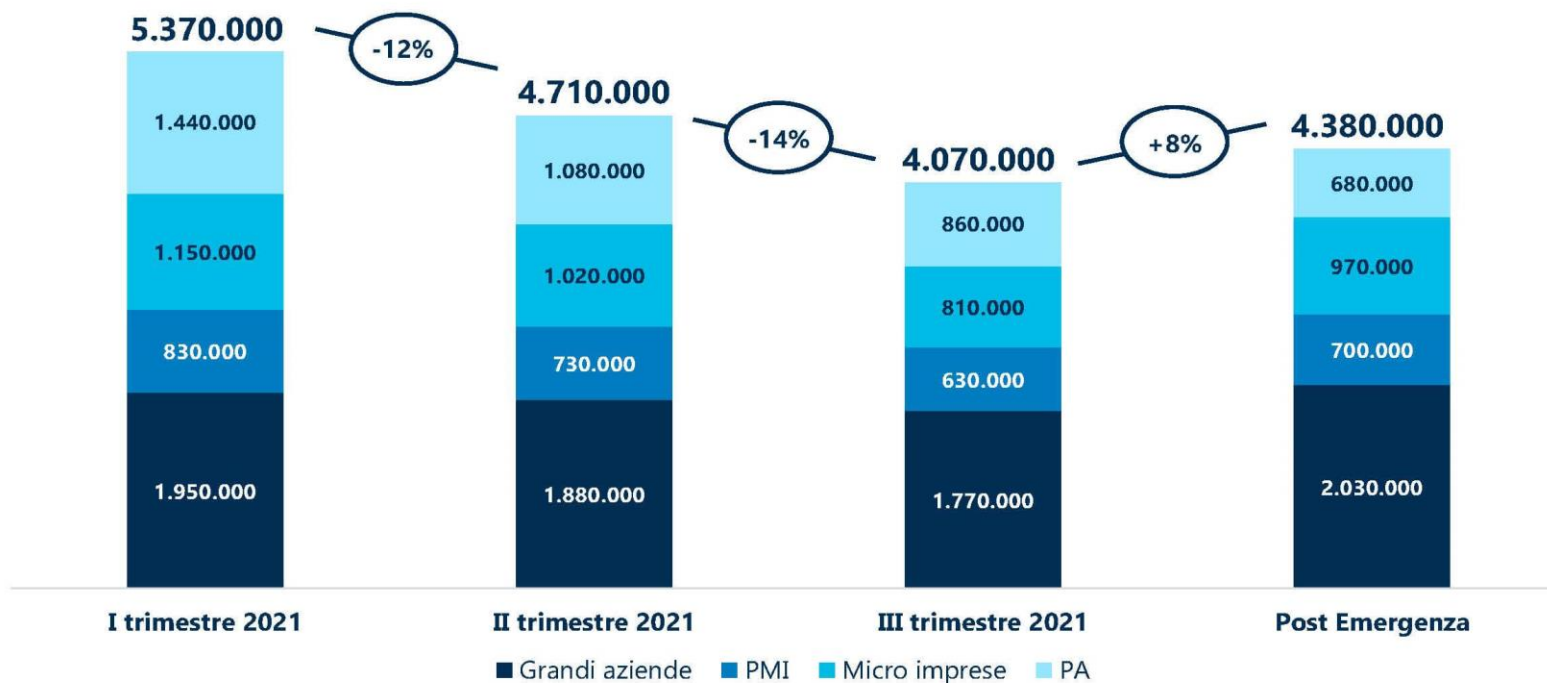 5.370.000
-12%
4.710.000
-14%
4.070.000
+8%
4.380.000
1.440.000
1.150.000
830.000
1.950.000
1.080.000
1.020.000
730.000
1.880.000
860.000
810.000
630.000
1.770.000
680.000
970.000
700.000
2.030.000
I trimestre 2021
II trimestre 2021
III trimestre 2021
Post Emergenza
Grandi aziende
PMI
Micro imprese
PA